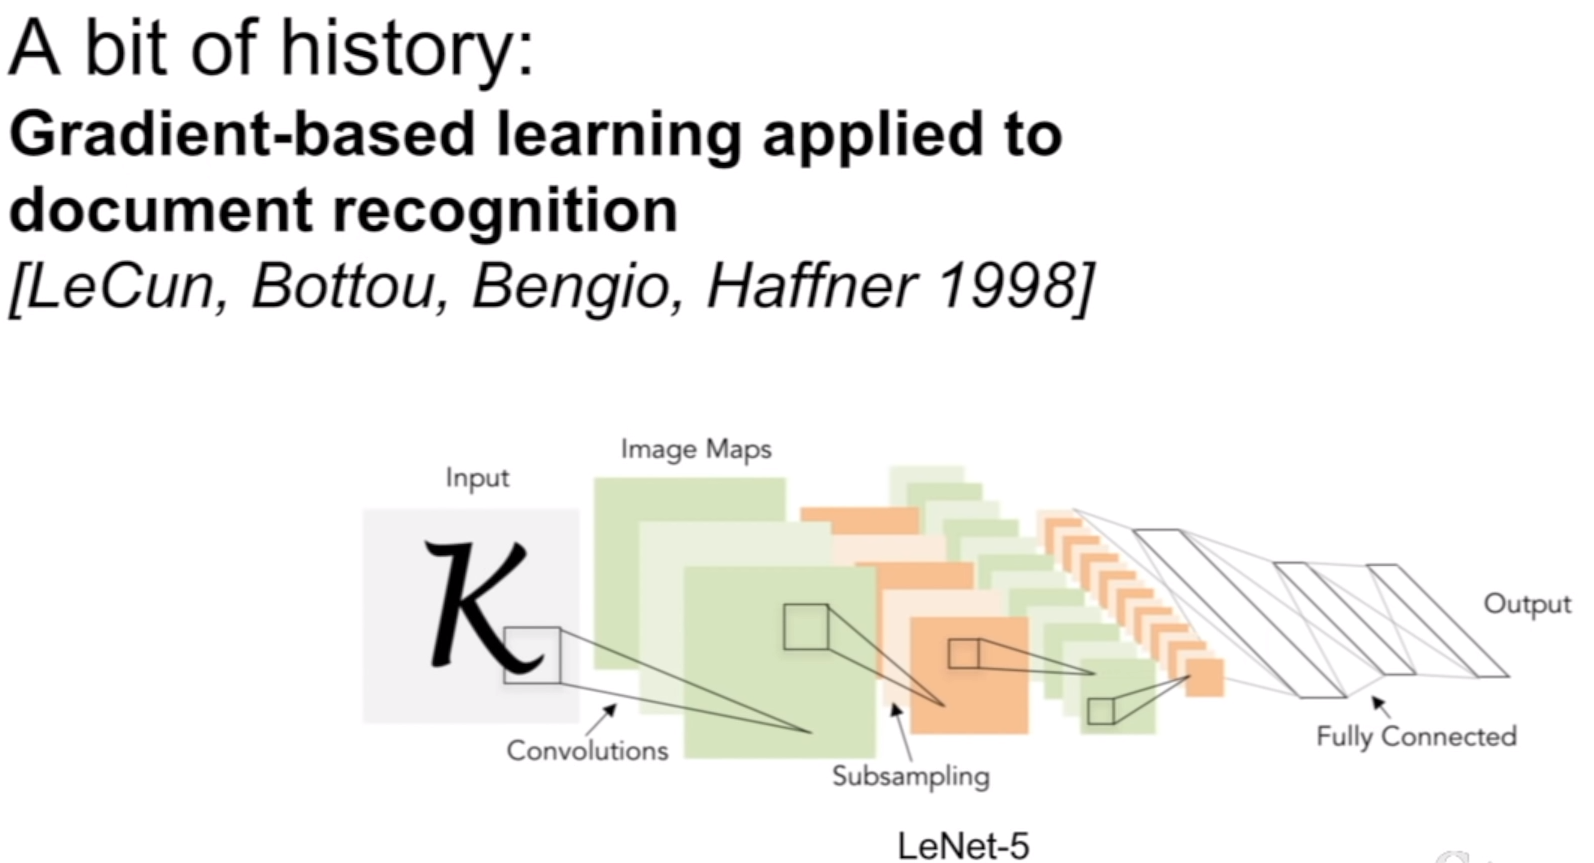 A bit of history:
Gradient-based learning applied to
document recognition
[LeCun, Bottou, Bengio, Haffner 1998]
Image Maps
Input
K
Output
Convolutions
Fully Connected
Subsampling
LeNet-5